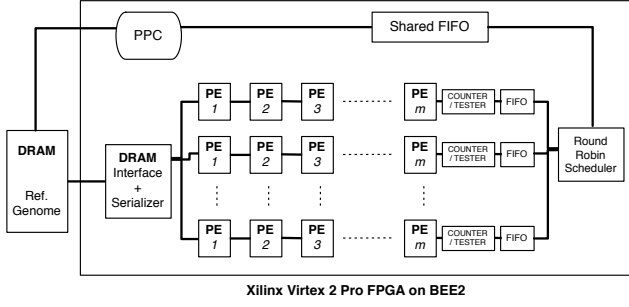 PPC
Shared FIFO
PE
1
PE
2
PE
3
PE
m
COUNTER
/ TESTER
FIFO
DRAM
Ref.
Genome
DRAM
Interface
+
Serializer
PE
1
PE
2
PE
3
PE
m
COUNTER
/ TESTER
FIFO
Round
Robin
Scheduler
PE
1
PE
2
PE
3
PE
m
COUNTER
/ TESTER
FIFO
Xilinx Virtex 2 Pro FPGA on BEE2